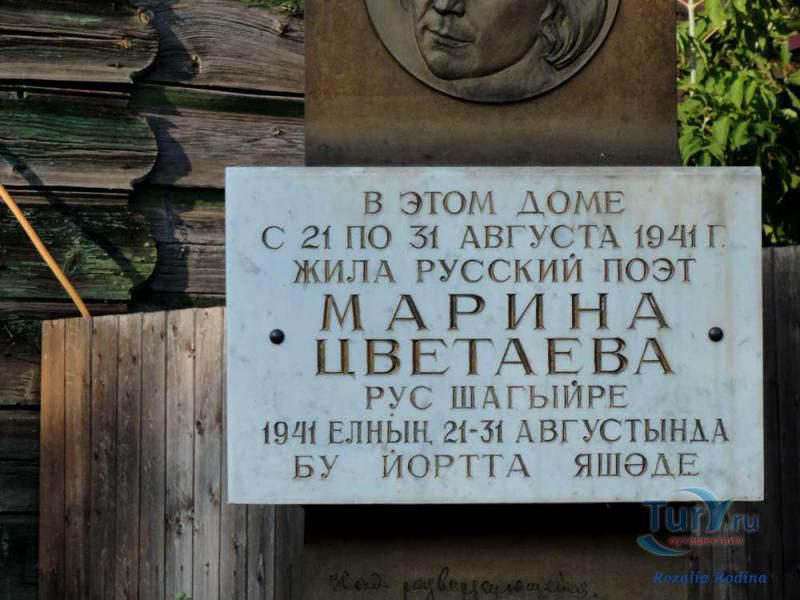 В ЭТОМ ДОМЕ
С 21 ПО 31 АВГУСТА 1941 Г.
ЖИЛА РУССКИЙ ПОЭТ
МАРИНА
ЦВЕТАЕВА
РУС ШАГЫЙРЕ
1941 ЕЛНЫҢ 21-31 АВГУСТЫНДА
БУ ЙОРТТА ЯШӘДЕ
TurY.ru
путешествия
Rozalia Rodina